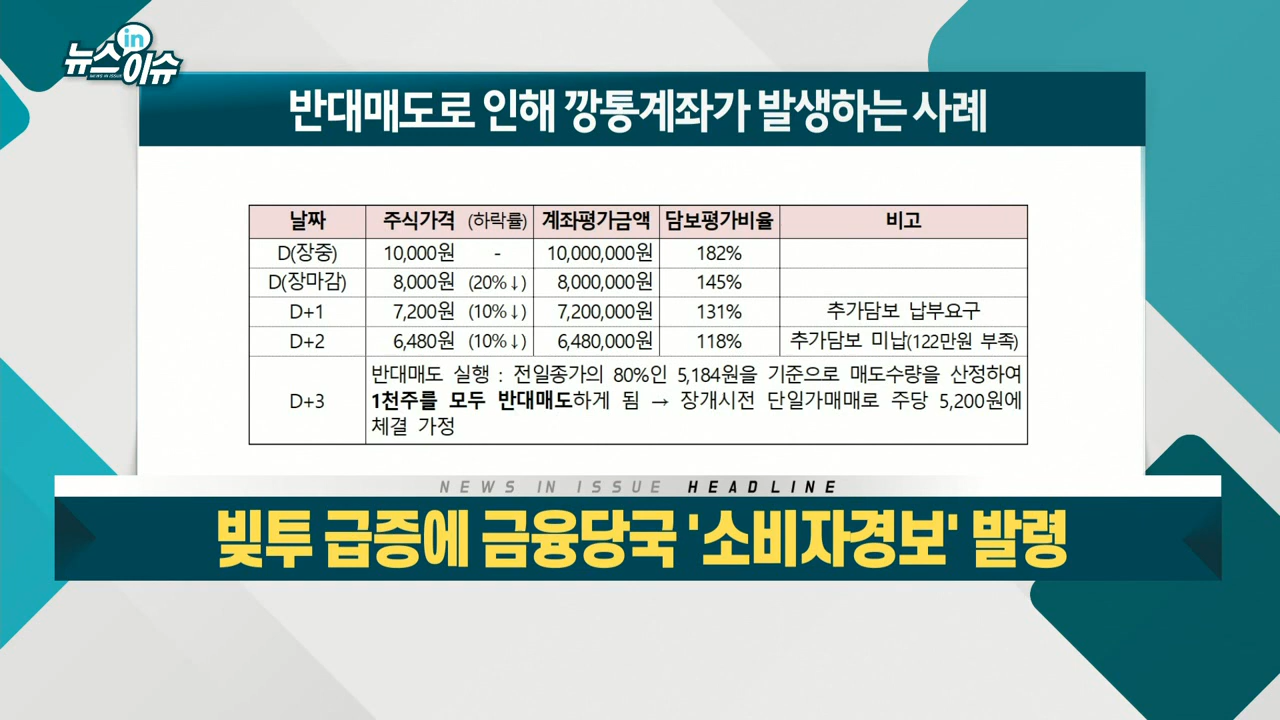 뉴스in이슈
NEWS IN ISSUE
반대매도로 인해 깡통계좌가 발생하는 사례
날짜 주식가격 (하락률) 계좌평가금액 담보평가비율 비고
D(장중) 10,000원 - 10,000,000원 182%
D(장마감) 8,000원 (20%↓) 8,000,000원 145%
D+1 7,200원 (10%↓) 7,200,000원 131% 추가담보 납부요구
D+2 6,480원 (10%↓) 6,480,000원 118% 추가담보 미납(122만원 부족)
D+3 반대매도 실행 : 전일종가의 80%인 5,184원을 기준으로 매도수량을 산정하여
1천주를 모두 반대매도하게 됨 → 장개시전 단일가매매로 주당 5,200원에
체결 가정
NEWS IN ISSUE HEADLINE
빚투 급증에 금융당국 '소비자경보' 발령